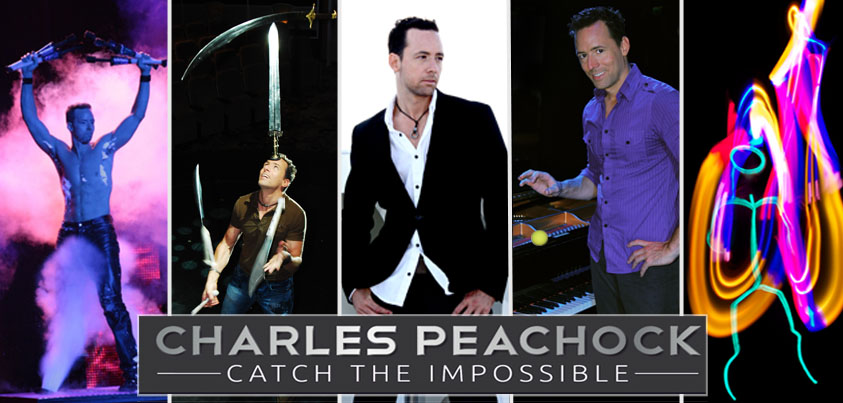 CHARLES PEACHOCK
CATCH THE IMPOSSIBLE